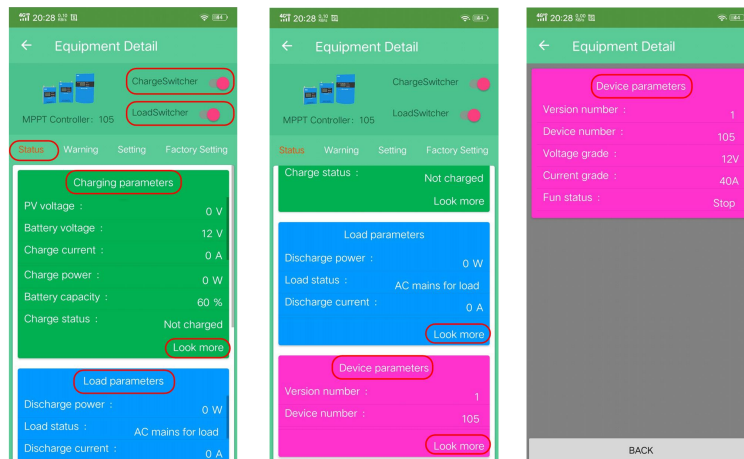 20:28
Equipment Detail
ChargeSwitcher
LoadSwitcher
MPPT Controller: 105
Status Warning Setting Factory Setting
Charging parameters
PV voltage : 0 V
Battery voltage : 12 V
Charge current : 0 A
Charge power : 0 W
Battery capacity : 60 %
Charge status : Not charged
Look more
Load parameters
Discharge power : 0 W
Load status : AC mains for load
Discharge current : 0 A
20:28
Equipment Detail
ChargeSwitcher
LoadSwitcher
MPPT Controller: 105
Status Warning Setting Factory Setting
Charge status : Not charged
Look more
Load parameters
Discharge power : 0 W
Load status : AC mains for load
Discharge current : 0 A
Look more
Device parameters
Version number : 1
Device number : 105
Look more
20:28
Equipment Detail
Device parameters
Version number : 1
Device number : 105
Voltage grade : 12V
Current grade : 40A
Fun status : Stop
BACK